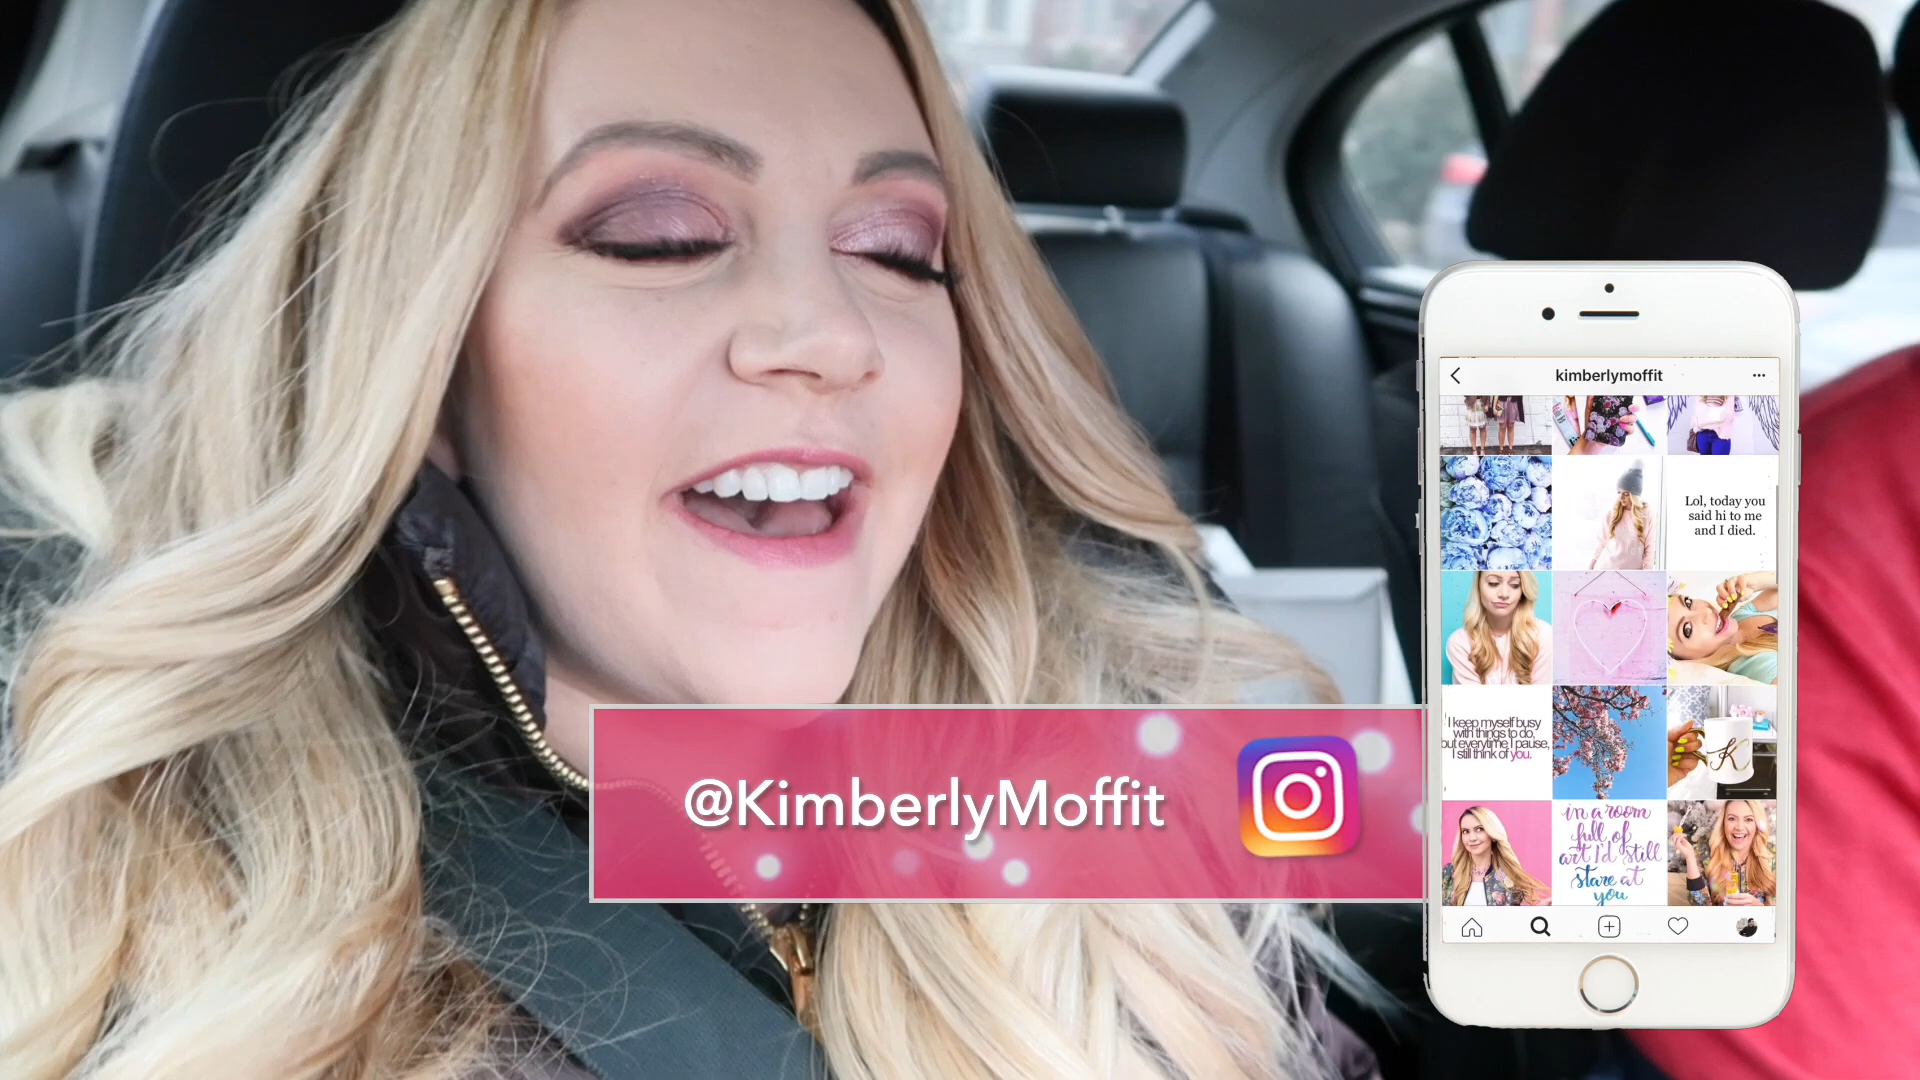 kimberlymoffit
Lol, today you
said hi to me
and I died.
I keep myself busy
with things to do,
but everytime I pause,
I still think of you.
K
in a room
full of
art I'd still
stare at
you
@KimberlyMoffit